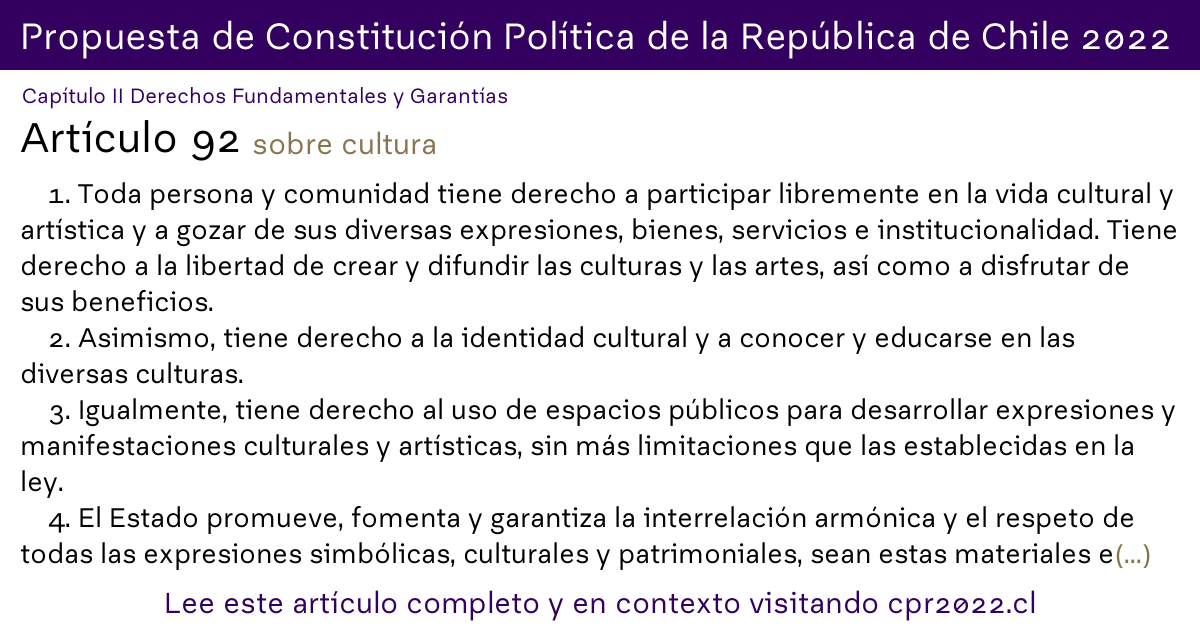 Propuesta de Constitución Política de la República de Chile 2022
Capítulo II Derechos Fundamentales y Garantías
Artículo 92 sobre cultura
1. Toda persona y comunidad tiene derecho a participar libremente en la vida cultural y
artística y a gozar de sus diversas expresiones, bienes, servicios e institucionalidad. Tiene
derecho a la libertad de crear y difundir las culturas y las artes, así como a disfrutar de
sus beneficios.
2. Asimismo, tiene derecho a la identidad cultural y a conocer y educarse en las
diversas culturas.
3. Igualmente, tiene derecho al uso de espacios públicos para desarrollar expresiones y
manifestaciones culturales y artísticas, sin más limitaciones que las establecidas en la
ley.
4. El Estado promueve, fomenta y garantiza la interrelación armónica y el respeto de
todas las expresiones simbólicas, culturales y patrimoniales, sean estas materiales e(...)
Lee este artículo completo y en contexto visitando cpr2022.cl